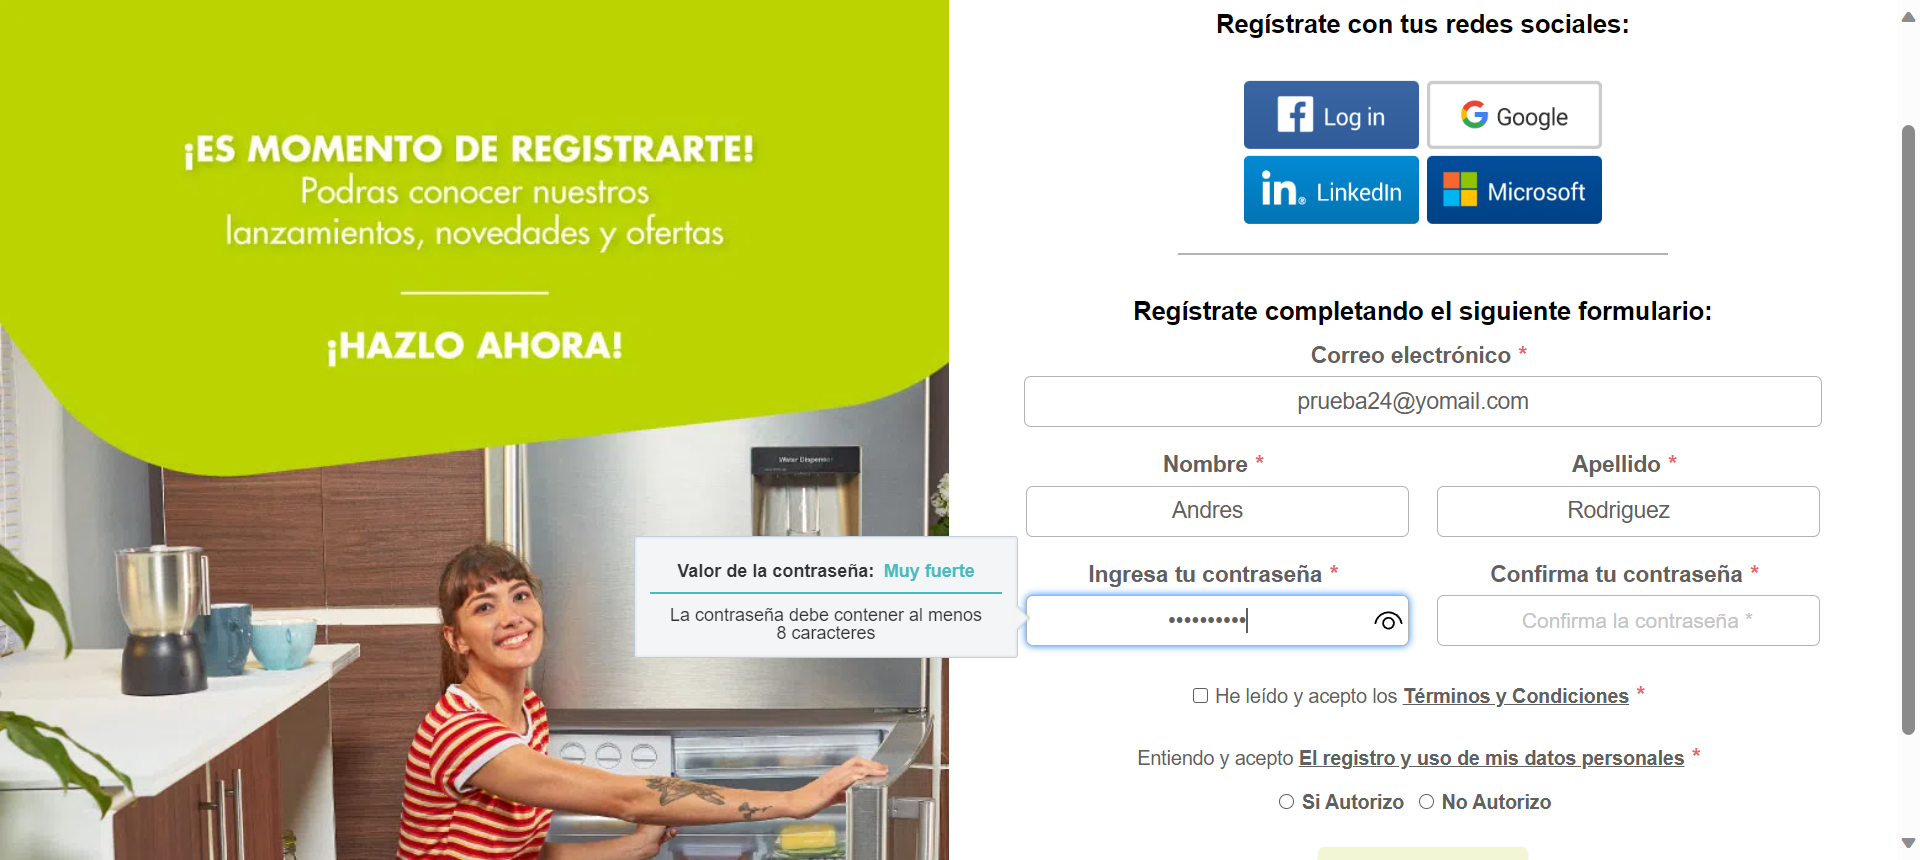 ¡ES MOMENTO DE REGISTRARTE!
Podras conocer nuestros
lanzamientos, novedades y ofertas
¡HAZLO AHORA!
Water Dispenser
Regístrate con tus redes sociales:
Log in
Google
in. LinkedIn
Microsoft
Regístrate completando el siguiente formulario:
Correo electrónico *
prueba24@yomail.com
Nombre *
Apellido *
Andres
Rodriguez
Valor de la contraseña: Muy fuerte
La contraseña debe contener al menos
8 caracteres
Ingresa tu contraseña *
Confirma tu contraseña *
••••••••••
Confirma la contraseña *
He leído y acepto los Términos y Condiciones *
Entiendo y acepto El registro y uso de mis datos personales *
Si Autorizo
No Autorizo